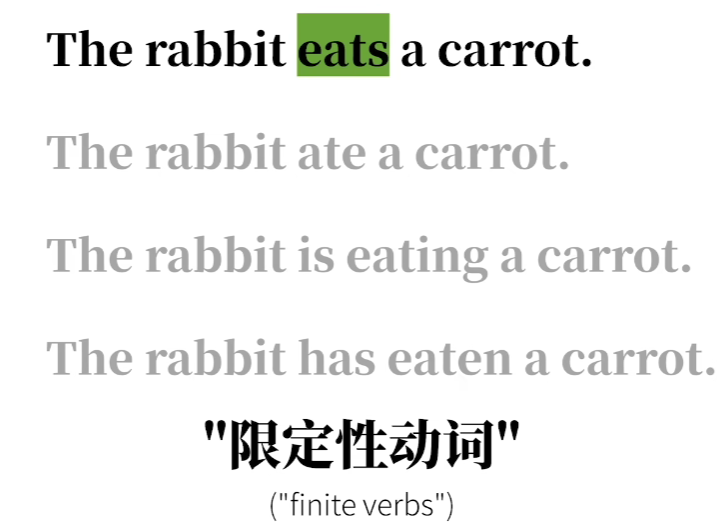 The rabbit eats a carrot.
The rabbit ate a carrot.
The rabbit is eating a carrot.
The rabbit has eaten a carrot.
"限定性动词"
("finite verbs")